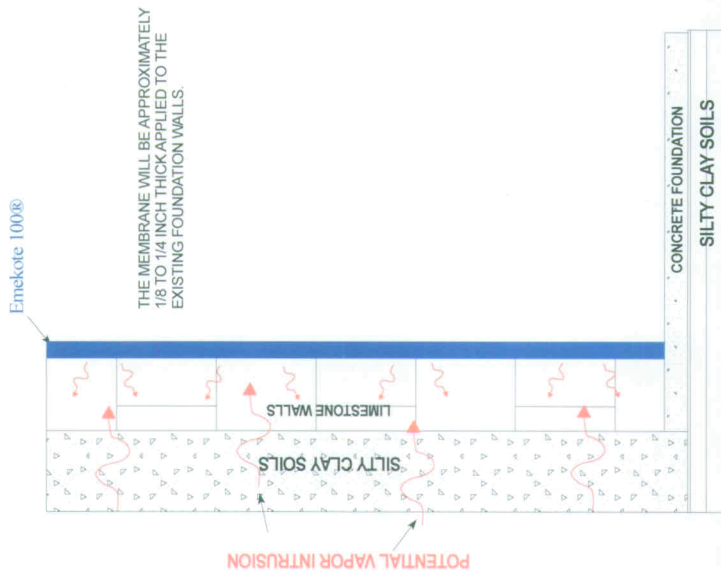 Emekote 100®
THE MEMBRANE WILL BE APPROXIMATELY
1/8 TO 1/4 INCH THICK APPLIED TO THE
EXISTING FOUNDATION WALLS.
LIMESTONE WALLS
SILTY CLAY SOILS
POTENTIAL VAPOR INTRUSION
CONCRETE FOUNDATION
SILTY CLAY SOILS